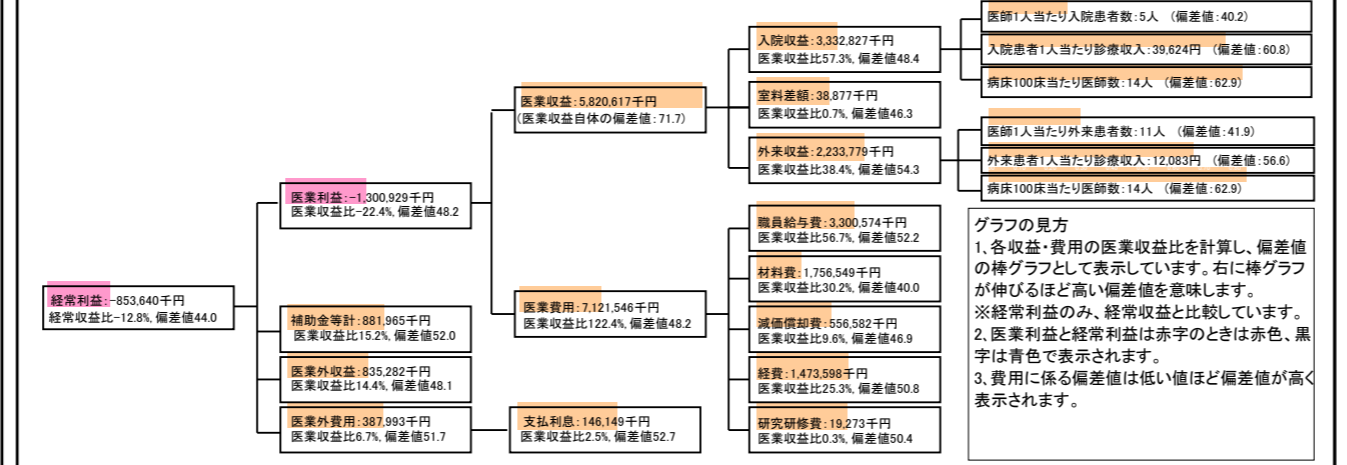 医師1人当たり入院患者数:5人 (偏差値:40.2)
入院収益:3,332,827千円
医業収益比57.3%, 偏差値48.4
入院患者1人当たり診療収入:39,624円 (偏差値:60.8)
病床100床当たり医師数:14人 (偏差値:62.9)
医業収益:5,820,617千円
(医業収益自体の偏差値:71.7)
室料差額:38,877千円
医業収益比0.7%, 偏差値46.3
医師1人当たり外来患者数:11人 (偏差値:41.9)
外来収益:2,233,779千円
医業収益比38.4%, 偏差値54.3
外来患者1人当たり診療収入:12,083円 (偏差値:56.6)
病床100床当たり医師数:14人 (偏差値:62.9)
医業利益:-1,300,929千円
医業収益比-22.4%, 偏差値48.2
職員給与費:3,300,574千円
医業収益比56.7%, 偏差値52.2
材料費:1,756,549千円
医業収益比30.2%, 偏差値40.0
経常利益:-853,640千円
経常収益比-12.8%, 偏差値44.0
医業費用:7,121,546千円
医業収益比122.4%, 偏差値48.2
補助金等計:881,965千円
医業収益比15.2%, 偏差値52.0
減価償却費:556,582千円
医業収益比9.6%, 偏差値46.9
医業外収益:835,282千円
医業収益比14.4%, 偏差値48.1
経費:1,473,598千円
医業収益比25.3%, 偏差値50.8
医業外費用:387,993千円
医業収益比6.7%, 偏差値51.7
支払利息:146,149千円
医業収益比2.5%, 偏差値52.7
研究研修費:19,273千円
医業収益比0.3%, 偏差値50.4
グラフの見方
1、各収益・費用の医業収益比を計算し、偏差値
の棒グラフとして表示しています。右に棒グラフ
が伸びるほど高い偏差値を意味します。
※経常利益のみ、経常収益と比較しています。
2、医業利益と経常利益は赤字のときは赤色、黒
字は青色で表示されます。
3、費用に係る偏差値は低い値ほど偏差値が高く
表示されます。